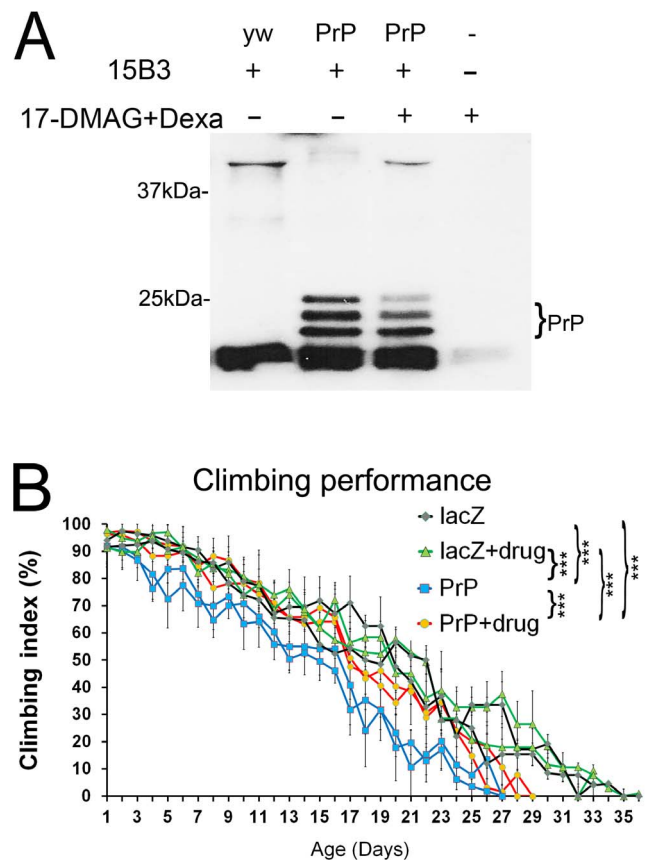 A
yw PrP PrP -
15B3 + + + -
17-DMAG+Dexa - - + +
37kDa-
25kDa-
}PrP
B
Climbing performance
Climbing index (%)
100
90
80
70
60
50
40
30
20
10
0
lacZ
lacZ+drug
PrP
PrP+drug
***
***
***
***
***
1 3 5 7 9 11 13 15 17 19 21 23 25 27 29 31 33 35
Age (Days)